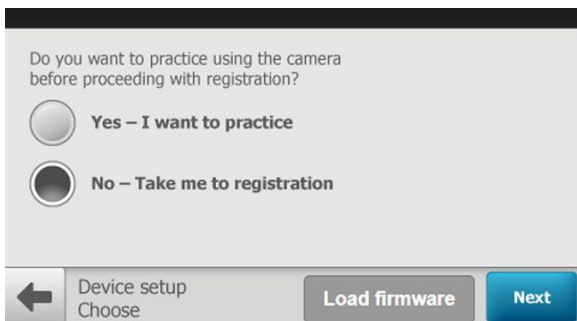 Do you want to practice using the camera
before proceeding with registration?
Yes – I want to practice
No – Take me to registration
Device setup
Choose
Load firmware
Next